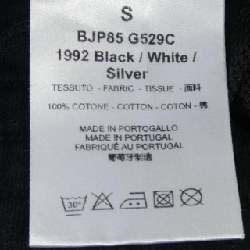 S
BJP85 G529C
1992 Black / White /
Silver
TESSUTO - FABRIC - TISSUE - 面料
100% COTONE - COTTON - COTON - 棉
MADE IN PORTOGALLO
MADE IN PORTUGAL
FABRIQUÉ AU PORTUGAL
葡萄牙制造
30°